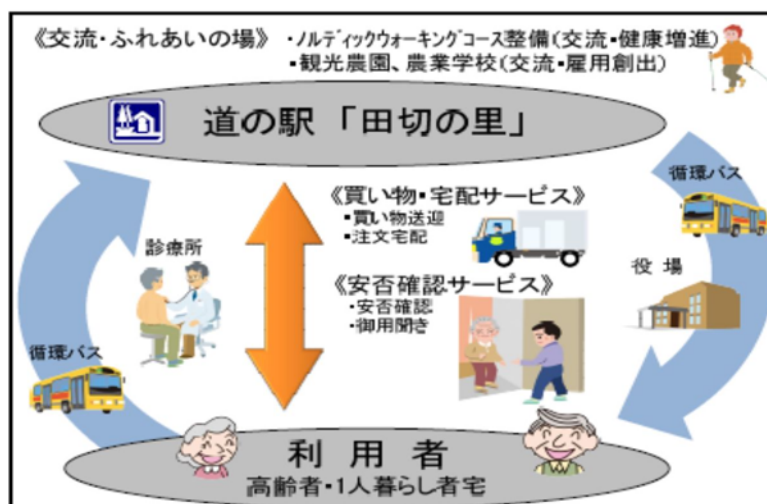 《交流・ふれあいの場》 ・ノルディックウォーキングコース整備(交流・健康増進)
・観光農園、農業学校(交流・雇用創出)
道の駅 「田切の里」
循環バス
《買い物・宅配サービス》
・買い物送迎
・注文宅配
診療所
役場
《安否確認サービス》
・安否確認
・御用聞き
循環バス
利用者
高齢者・1人暮らし者宅